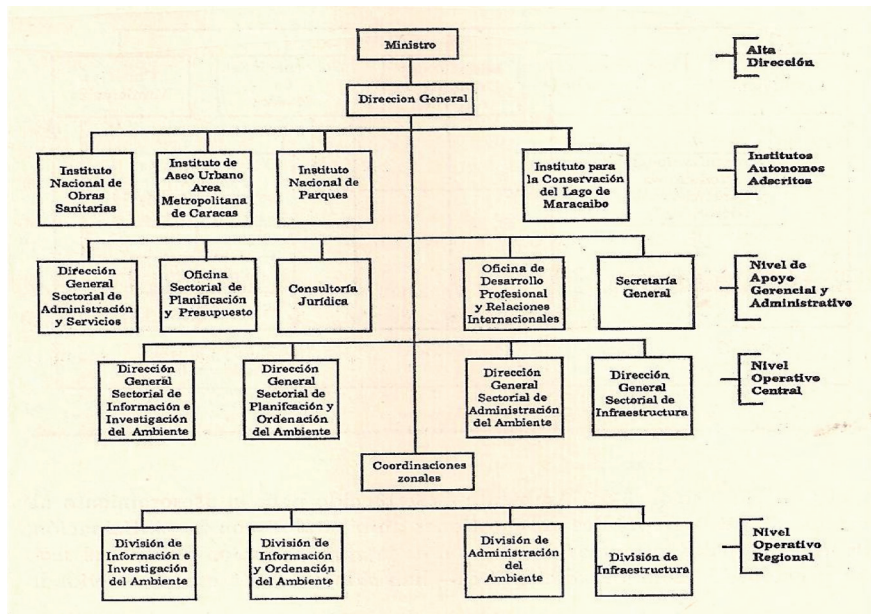 Ministro
Direccion General
Alta
Dirección
Instituto
Nacional de
Obras
Sanitarias
Instituto de
Aseo Urbano
Area
Metropolitana
de Caracas
Instituto
Nacional
de
Parques
Instituto para
la Conservación
del Lago de
Maracaibo
Institutos
Autonomos
Adscritos
Dirección
General
Sectorial de
Administración
y Servicios
Oficina
Sectorial de
Planificación
y Presupuesto
Consultoría
Jurídica
Oficina de
Desarrollo
Profesional
y Relaciones
Internacionales
Secretaría
General
Nivel de
Apoyo
Gerencial y
Administrativo
Dirección
General
Sectorial de
Información e
Investigación
del Ambiente
Dirección
General
Sectorial de
Planifcación y
Ordenación
del Ambiente
Dirección
General
Sectorial de
Administración
del Ambiente
Dirección
General
Sectorial de
Infraestructura
Nivel
Operativo
Central
Coordinaciones
zonales
División de
Información e
Investigación
del Ambiente
División de
Información
y Ordenación
del Ambiente
División de
Administración
del
Ambiente
División de
Infraestructura
Nivel
Operativo
Regional